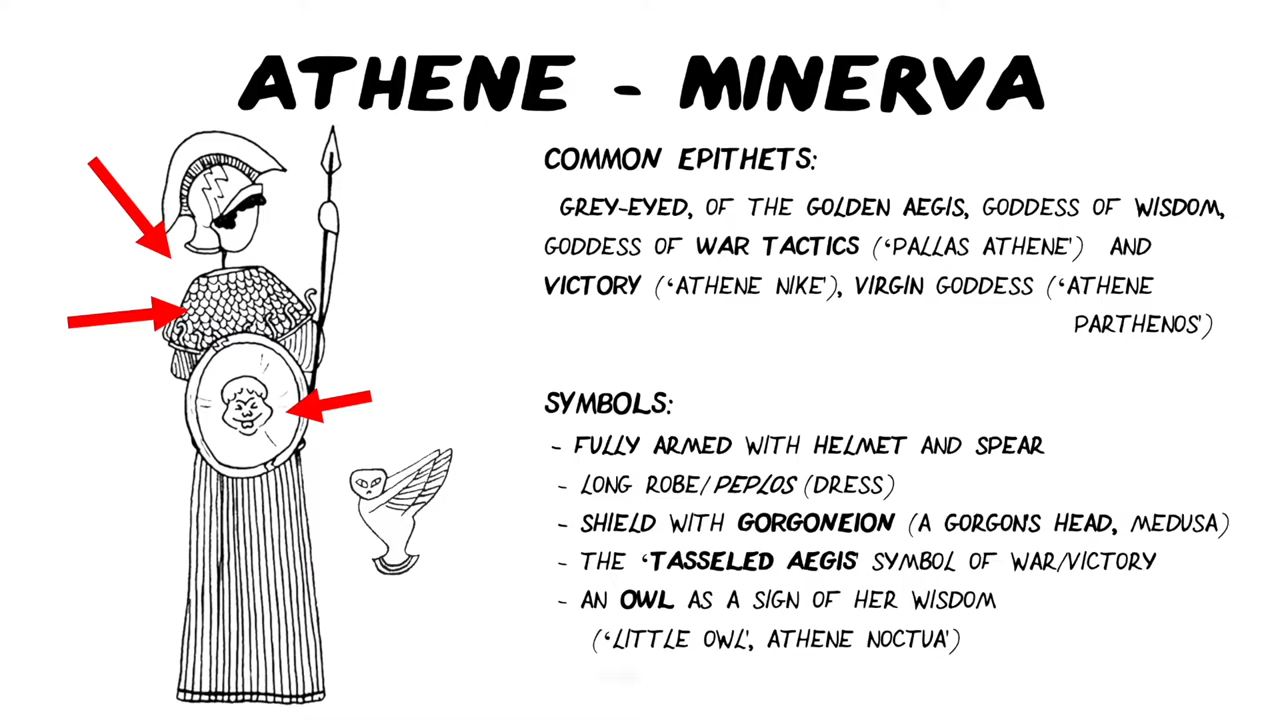 ATHENE - MINERVA
COMMON EPITHETS:
GREY-EYED, OF THE GOLDEN AEGIS, GODDESS OF WISDOM,
GODDESS OF WAR TACTICS ('PALLAS ATHENE') AND
VICTORY ('ATHENE NIKE'), VIRGIN GODDESS ('ATHENE
PARTHENOS')
SYMBOLS:
- FULLY ARMED WITH HELMET AND SPEAR
- LONG ROBE/PEPLOS (DRESS)
- SHIELD WITH GORGONEION (A GORGON'S HEAD, MEDUSA)
- THE 'TASSELED AEGIS' SYMBOL OF WAR/VICTORY
- AN OWL AS A SIGN OF HER WISDOM
('LITTLE OWL', ATHENE NOCTUA')